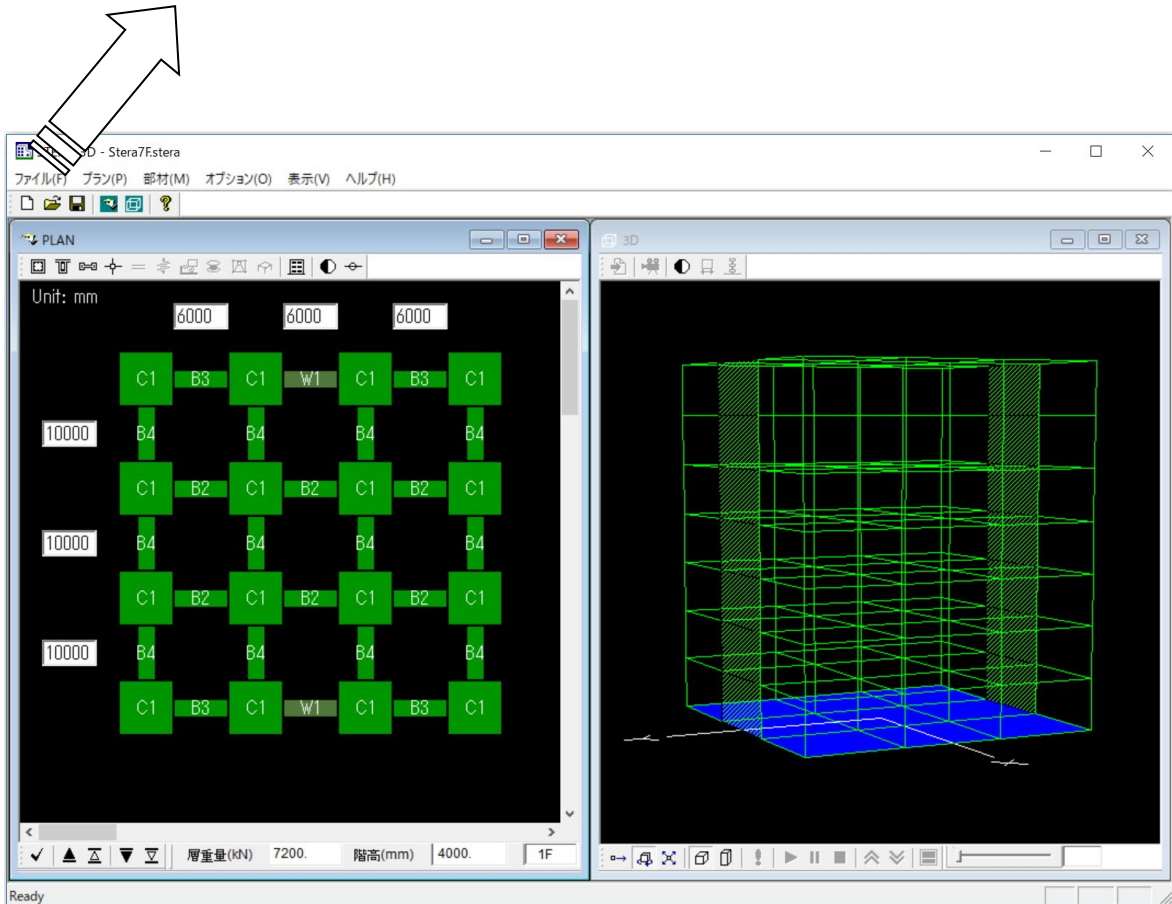 D - Stera7F.stera
ファイル(F) プラン(P) 部材(M) オプション(O) 表示(V) ヘルプ(H)
PLAN
Unit: mm
6000 6000 6000
C1 B3 C1 W1 C1 B3 C1
10000 B4 B4 B4 B4
C1 B2 C1 B2 C1 B2 C1
10000 B4 B4 B4 B4
C1 B2 C1 B2 C1 B2 C1
10000 B4 B4 B4 B4
C1 B3 C1 W1 C1 B3 C1
層重量(kN) 7200. 階高(mm) 4000. 1F
3D
Ready